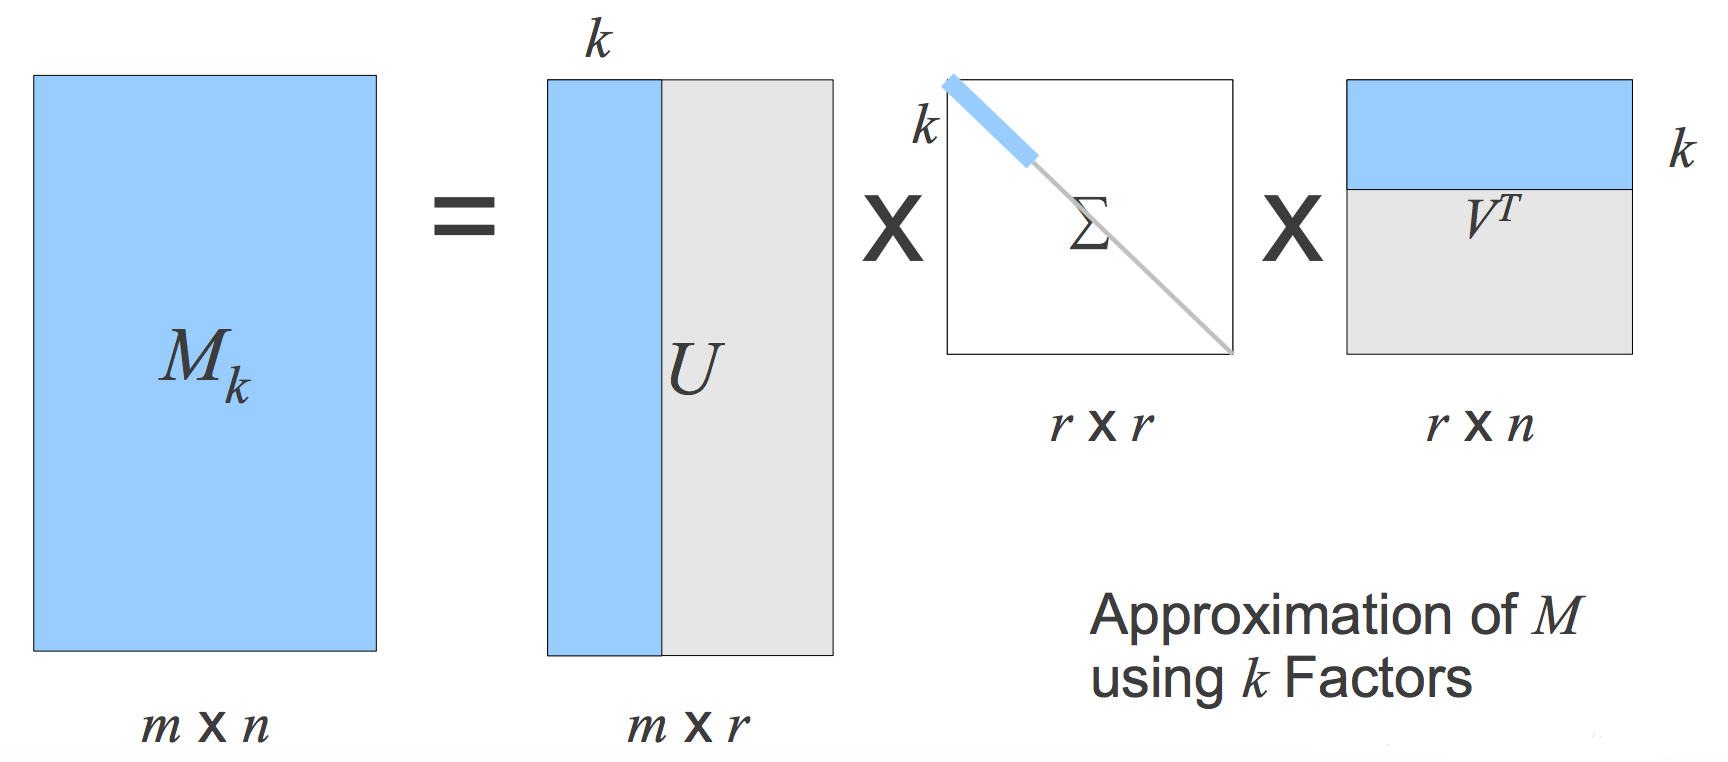 k
k
k
=
X
X
Σ
V^T
M_k
U
r x r
r x n
Approximation of M
using k Factors
m x n
m x r